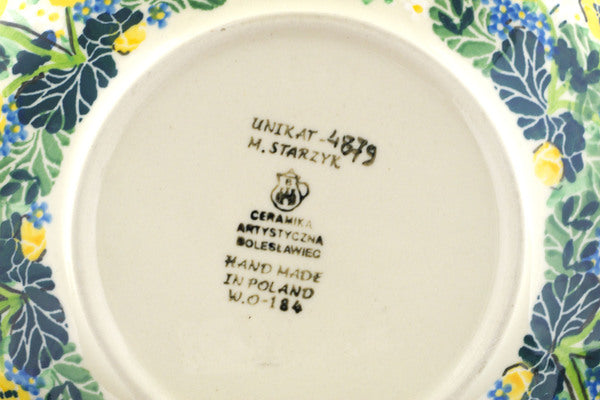 UNIKAT-4879
M. STARZYK
CERAMIKA
ARTYSTYCZNA
BOLESŁAWIEC
HAND MADE
IN POLAND
W.O-184